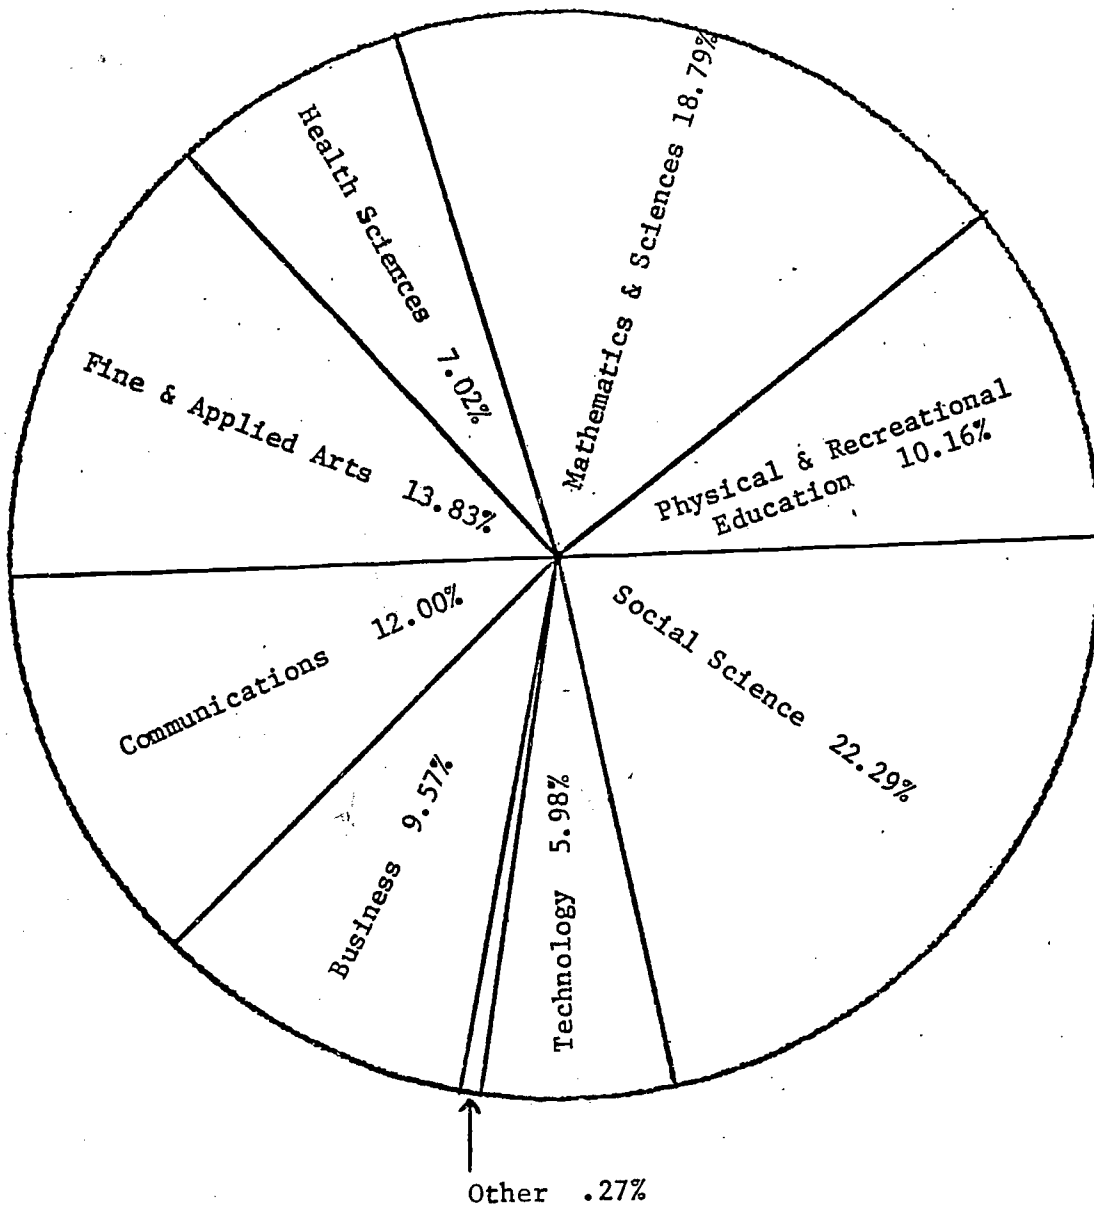 Mathematics & Sciences 18.79%
Health Sciences 7.02%
Fine & Applied Arts 13.83%
Physical & Recreational
Education 10.16%
Communications 12.00%
Social Science 22.29%
Business 9.57%
Technology 5.98%
Other .27%